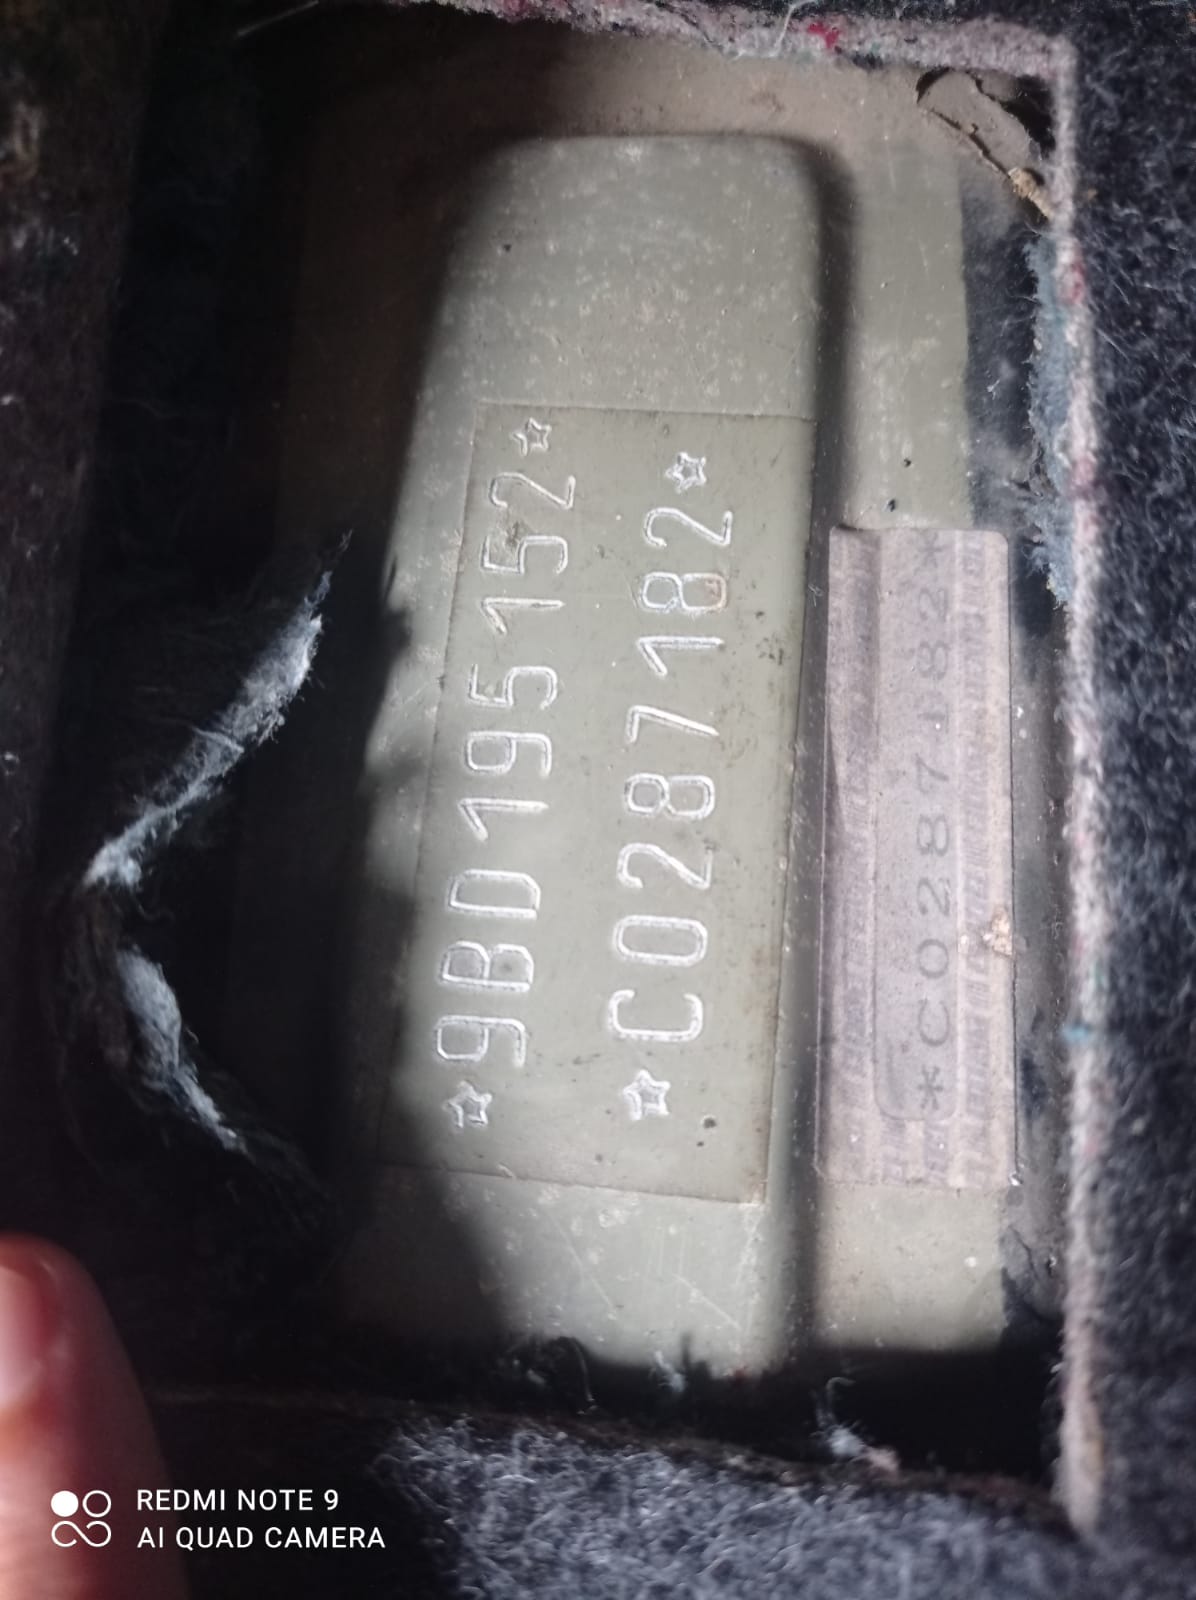 ☆9BD195152☆
☆C0287182☆
*C0287182*
REDMI NOTE 9
AI QUAD CAMERA